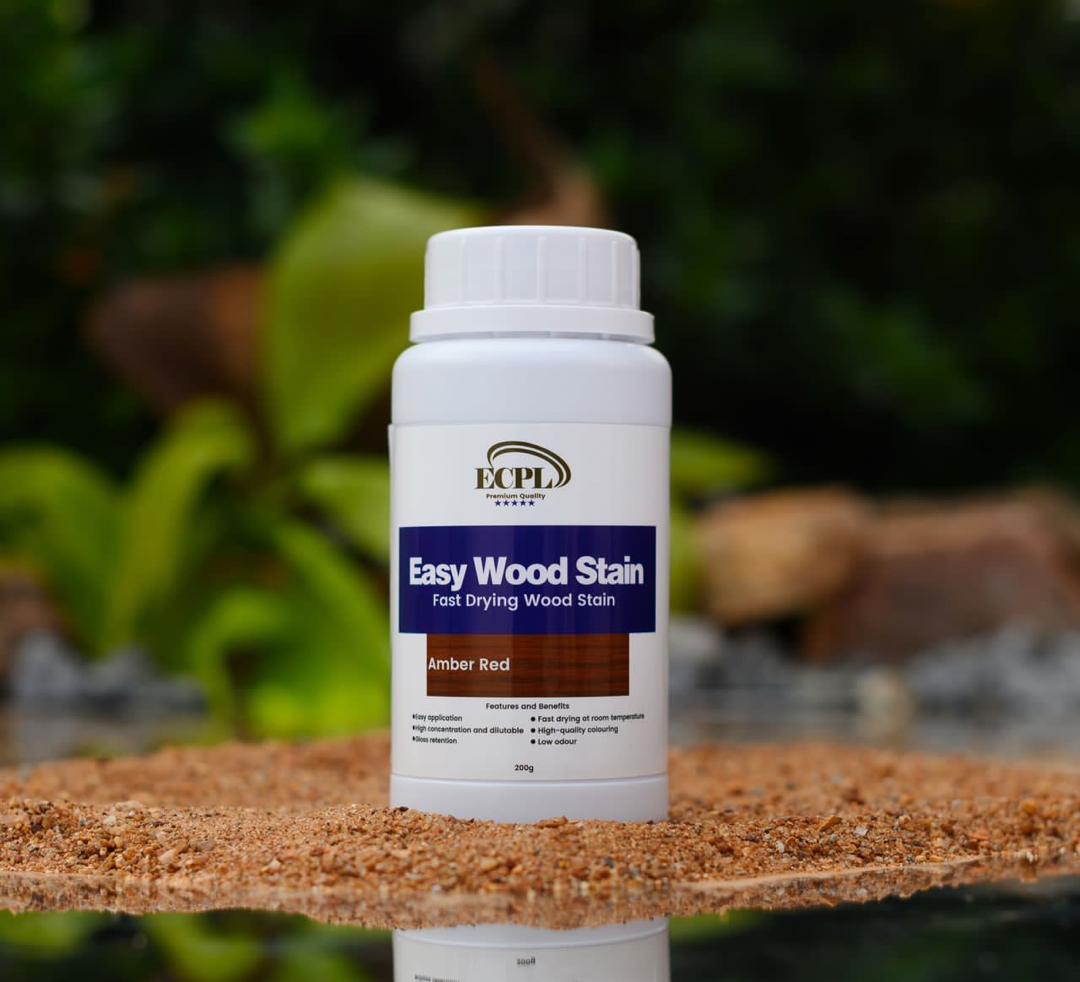 ECPL
Premium Quality
Easy Wood Stain
Fast Drying Wood Stain
Amber Red
Features and Benefits
•Easy application
•High concentration and dilutable
•Gloss retention
• Fast drying at room temperature
• High-quality colouring
• Low odour
200g